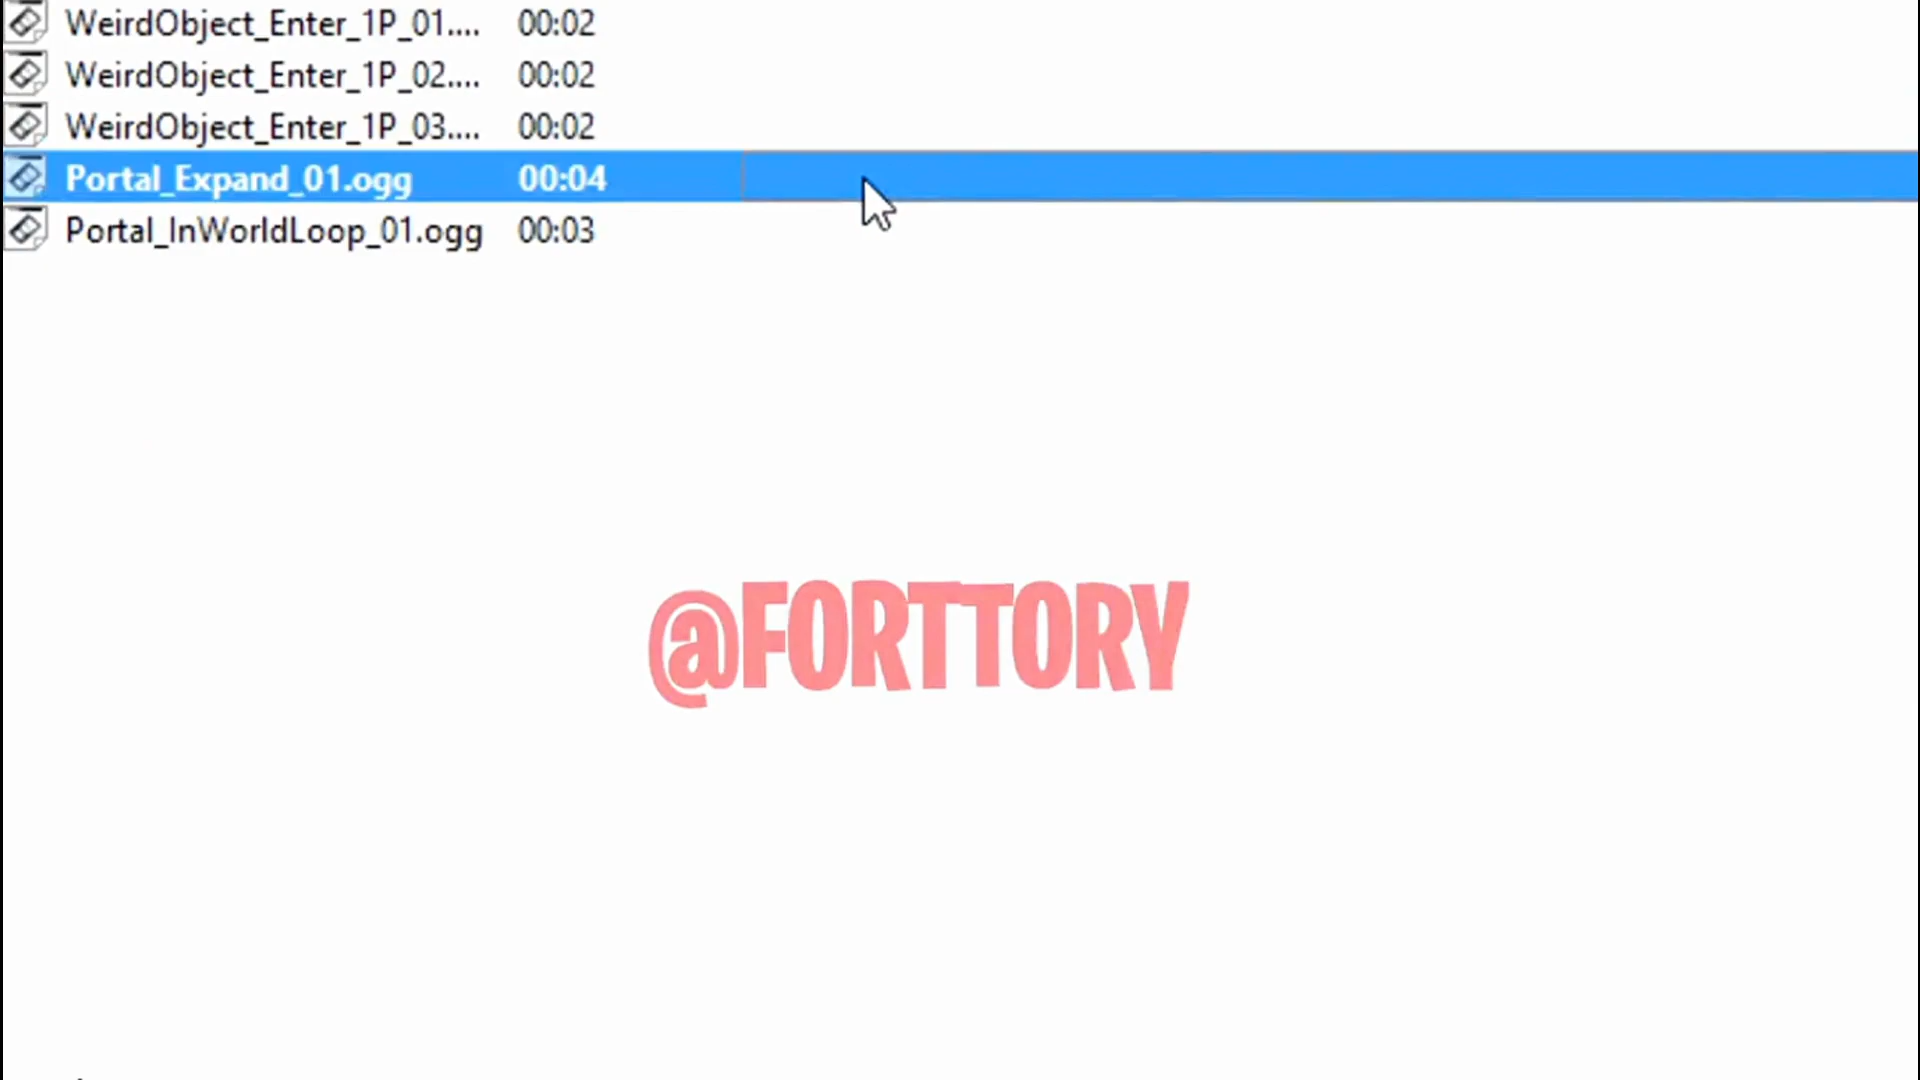 WeirdObject_Enter_1P_01.... 00:02
WeirdObject_Enter_1P_02.... 00:02
WeirdObject_Enter_1P_03.... 00:02
Portal_Expand_01.ogg 00:04
Portal_InWorldLoop_01.ogg 00:03
@FORTTORY